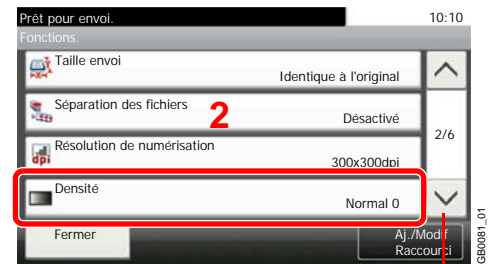 Prêt pour envoi.
10:10
Fonctions.
Taille envoi
Identique à l'original
Séparation des fichiers
2
Désactivé
2/6
dpi
Résolution de numérisation
300x300dpi
Densité
Normal 0
Fermer
Aj./Modif
Raccourci
GB0081_01